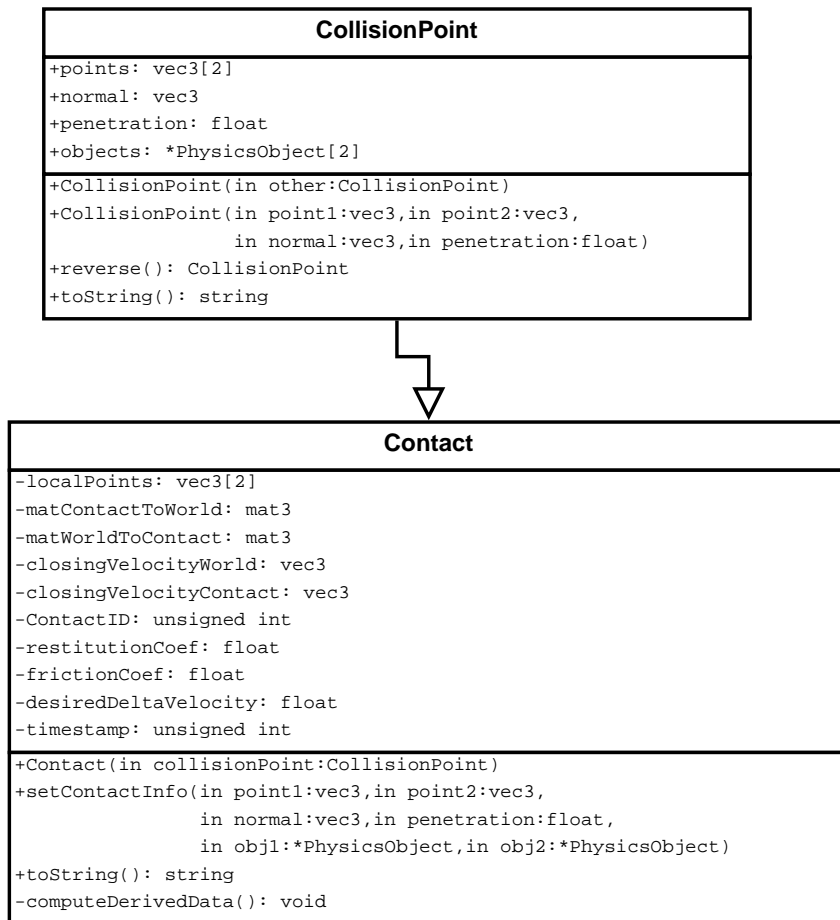 CollisionPoint
+points: vec3[2]
+normal: vec3
+penetration: float
+objects: *PhysicsObject[2]
+CollisionPoint(in other:CollisionPoint)
+CollisionPoint(in point1:vec3,in point2:vec3,
in normal:vec3,in penetration:float)
+reverse(): CollisionPoint
+toString(): string
Contact
-localPoints: vec3[2]
-matContactToWorld: mat3
-matWorldToContact: mat3
-closingVelocityWorld: vec3
-closingVelocityContact: vec3
-ContactID: unsigned int
-restitutionCoef: float
-frictionCoef: float
-desiredDeltaVelocity: float
-timestamp: unsigned int
+Contact(in collisionPoint:CollisionPoint)
+setContactInfo(in point1:vec3,in point2:vec3,
in normal:vec3,in penetration:float,
in obj1:*PhysicsObject,in obj2:*PhysicsObject)
+toString(): string
-computeDerivedData(): void